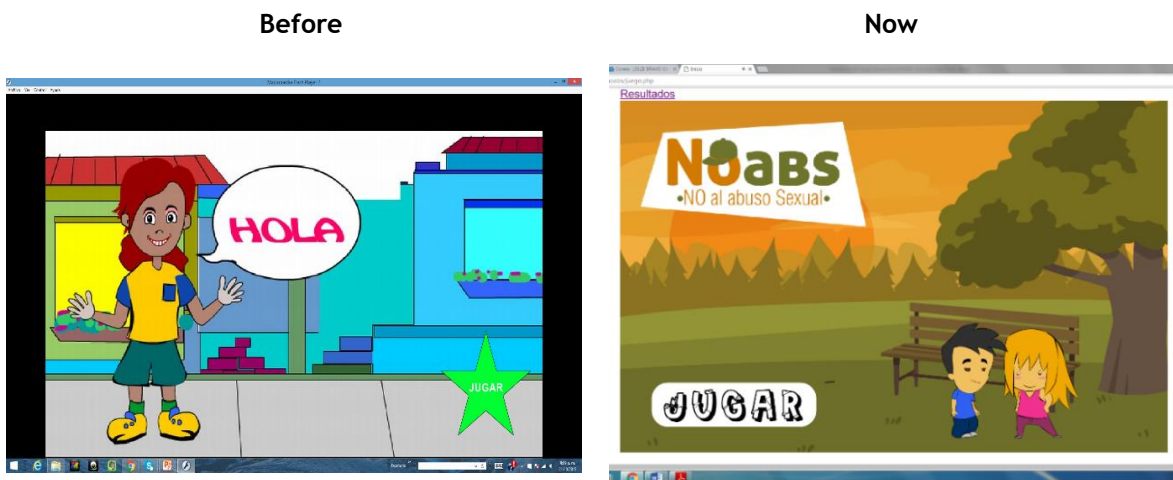 Before
Now
HOLA
JUGAR
Resultados
NOaBS
•NO al abuso Sexual•
JUGAR